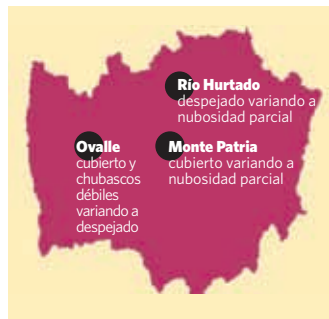 Río Hurtado
despejado variando a
nubosidad parcial
Ovalle
cubierto y
chubascos
débiles
variando a
despejado
Monte Patria
cubierto variando a
nubosidad parcial